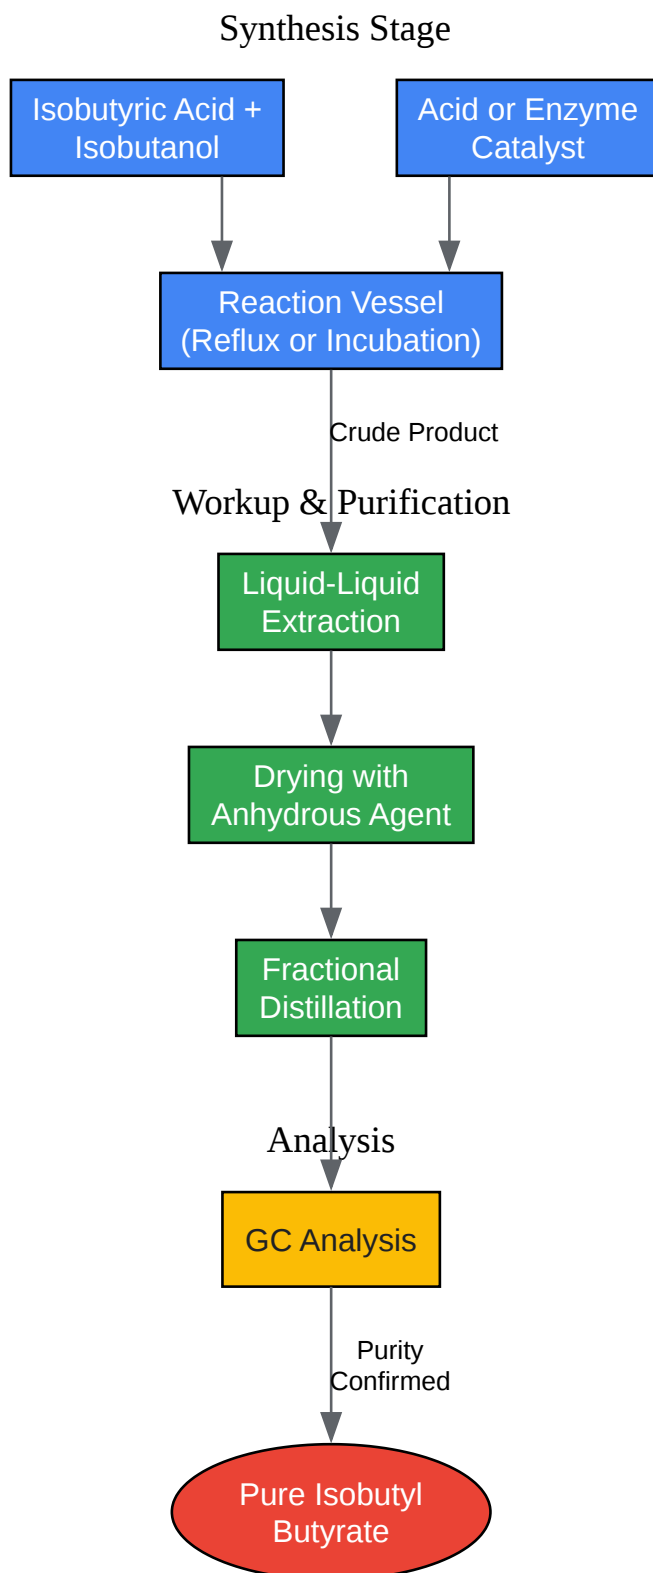 Synthesis Stage
Isobutyric Acid +
Isobutanol
Acid or Enzyme
Catalyst
Reaction Vessel
(Reflux or Incubation)
Crude Product
Workup & Purification
Liquid-Liquid
Extraction
Drying with
Anhydrous Agent
Fractional
Distillation
Analysis
GC Analysis
Purity
Confirmed
Pure Isobutyl
Butyrate